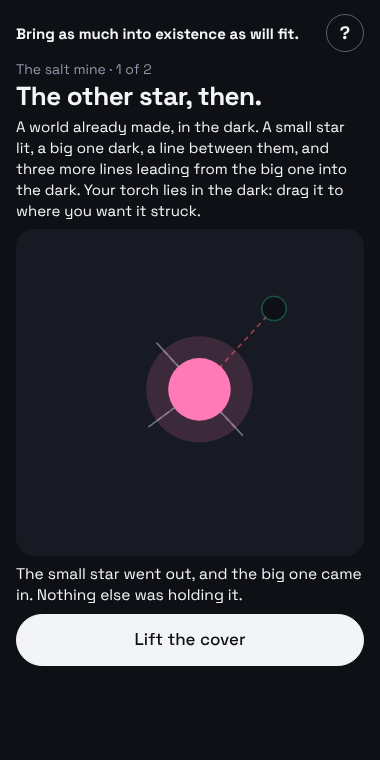 Bring as much into existence as will fit.
?
The salt mine · 1 of 2
The other star, then.
A world already made, in the dark. A small star
lit, a big one dark, a line between them, and
three more lines leading from the big one into
the dark. Your torch lies in the dark: drag it to
where you want it struck.
The small star went out, and the big one came
in. Nothing else was holding it.
Lift the cover